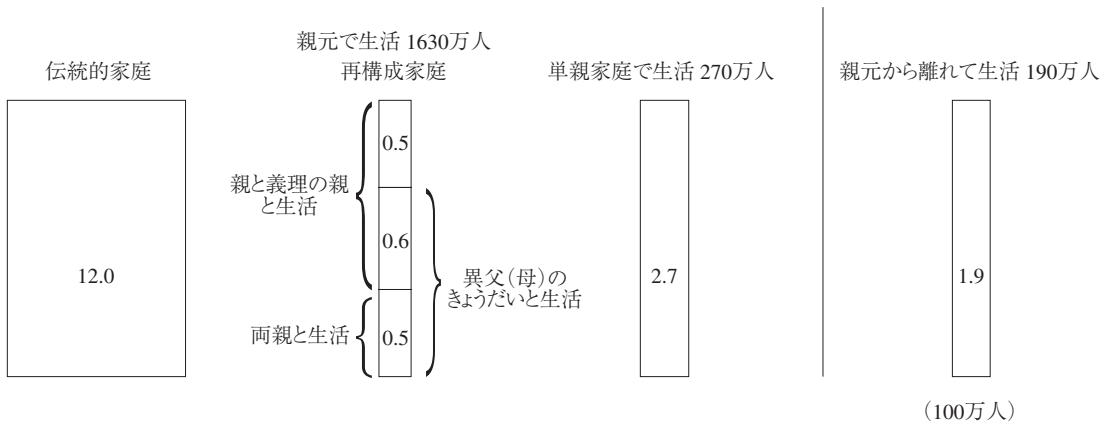 親元で生活 1630万人
伝統的家庭
再構成家庭
単親家庭で生活 270万人
親元から離れて生活 190万人
0.5
親と義理の親
と生活
0.6
12.0
異父(母)の
きょうだいと生活
2.7
1.9
両親と生活
0.5
(100万人)